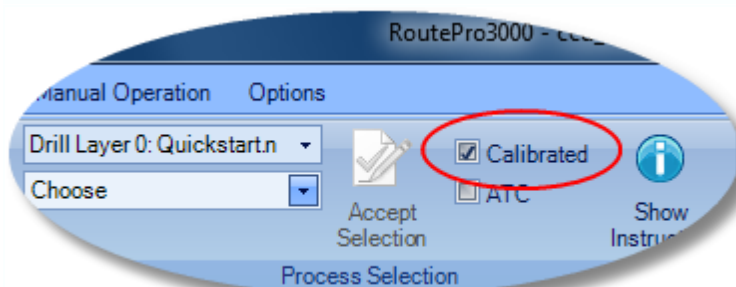 RoutePro3000 -
Manual Operation Options
Drill Layer 0: Quickstart.n
Calibrated
Choose
ATC
Accept
Selection
Show
Process Selection